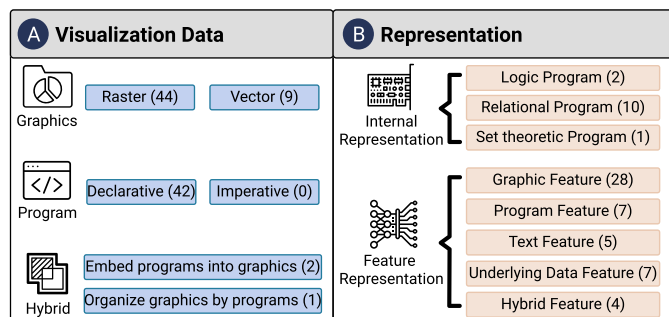 A Visualization Data
Graphics
Raster (44)
Vector (9)
Program
</>
Declarative (42)
Imperative (0)
Hybrid
Embed programs into graphics (2)
Organize graphics by programs (1)
B Representation
Internal
Representation
Logic Program (2)
Relational Program (10)
Set theoretic Program (1)
Feature
Representation
Graphic Feature (28)
Program Feature (7)
Text Feature (5)
Underlying Data Feature (7)
Hybrid Feature (4)